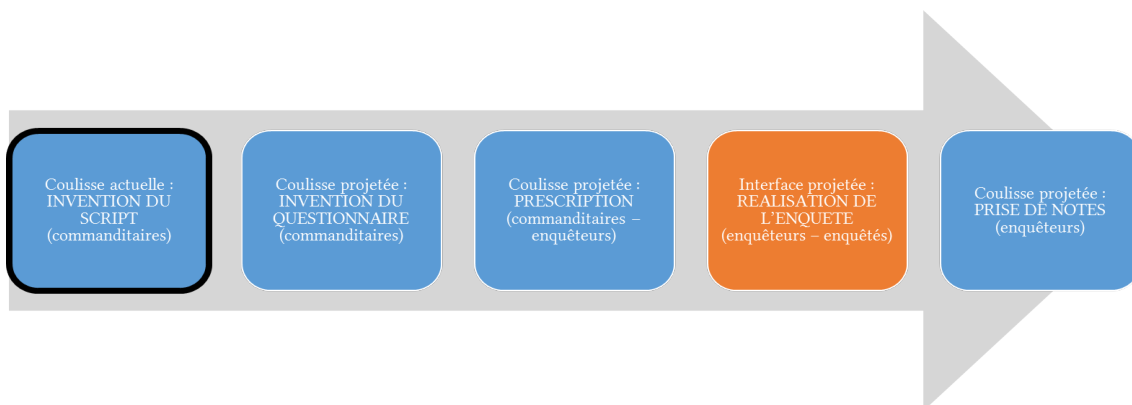 Coulisse actuelle :
INVENTION DU
SCRIPT
(commanditaires)
Coulisse projetée :
INVENTION DU
QUESTIONNAIRE
(commanditaires)
Coulisse projetée :
PRESCRIPTION
(commanditaires –
enquêteurs)
Interface projetée :
REALISATION DE
L'ENQUETE
(enquêteurs – enquêtés)
Coulisse projetée :
PRISE DE NOTES
(enquêteurs)